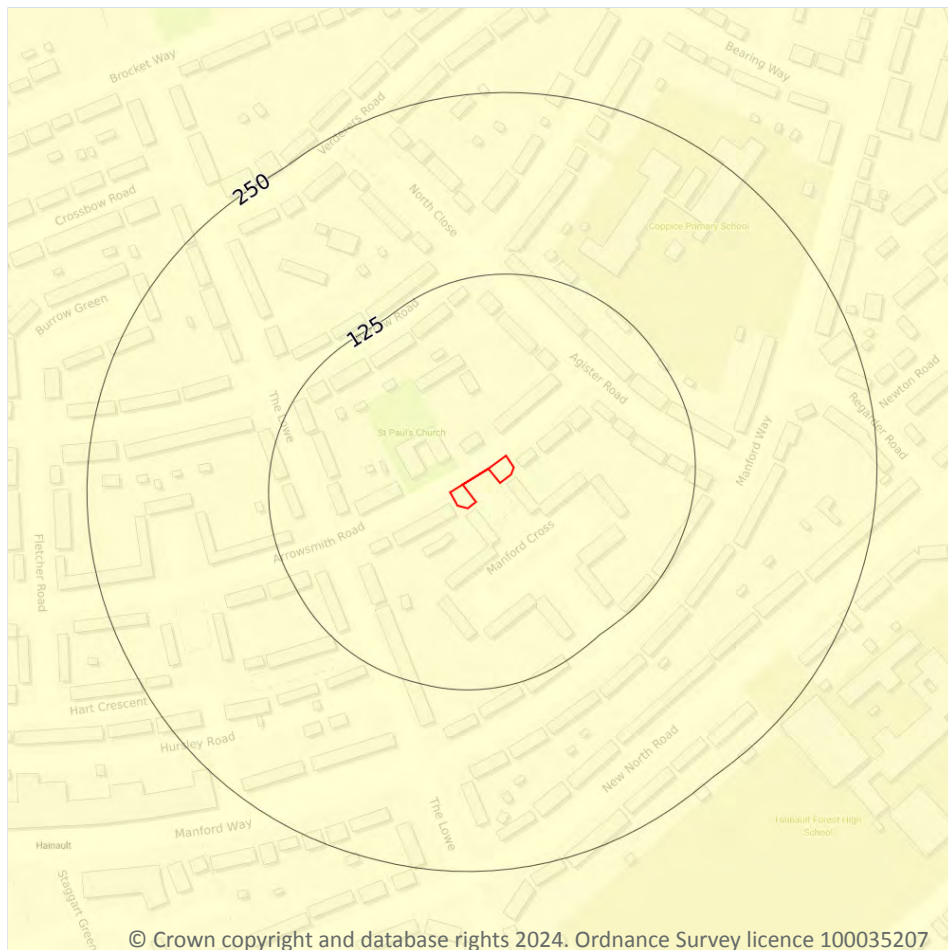 Brocket Way
Bearing Way
Verderers Road
250
Crossbow Road
North Close
Coppice Primary School
Burrow Green
125
Road
Agister Road
Newton Road
Regarder Road
The Lowe
St Paul's Church
Manford Way
Arrowsmith Road
Manford Cross
Fletcher Road
Hart Crescent
Hursley Road
New North Road
The Lowe
Manford Way
Hainault Forest High
School
Hainault
Staggart Green
© Crown copyright and database rights 2024. Ordnance Survey licence 100035207